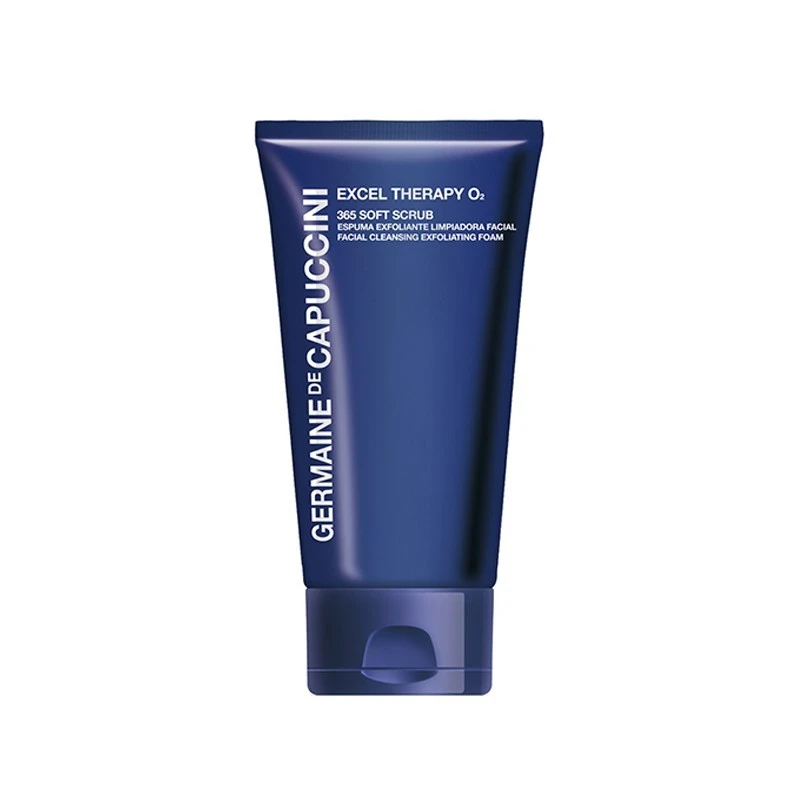 GERMAINE DE CAPUCCINI
EXCEL THERAPY O₂
365 SOFT SCRUB
ESPUMA EXFOLIANTE LIMPIADORA FACIAL
FACIAL CLEANSING EXFOLIATING FOAM